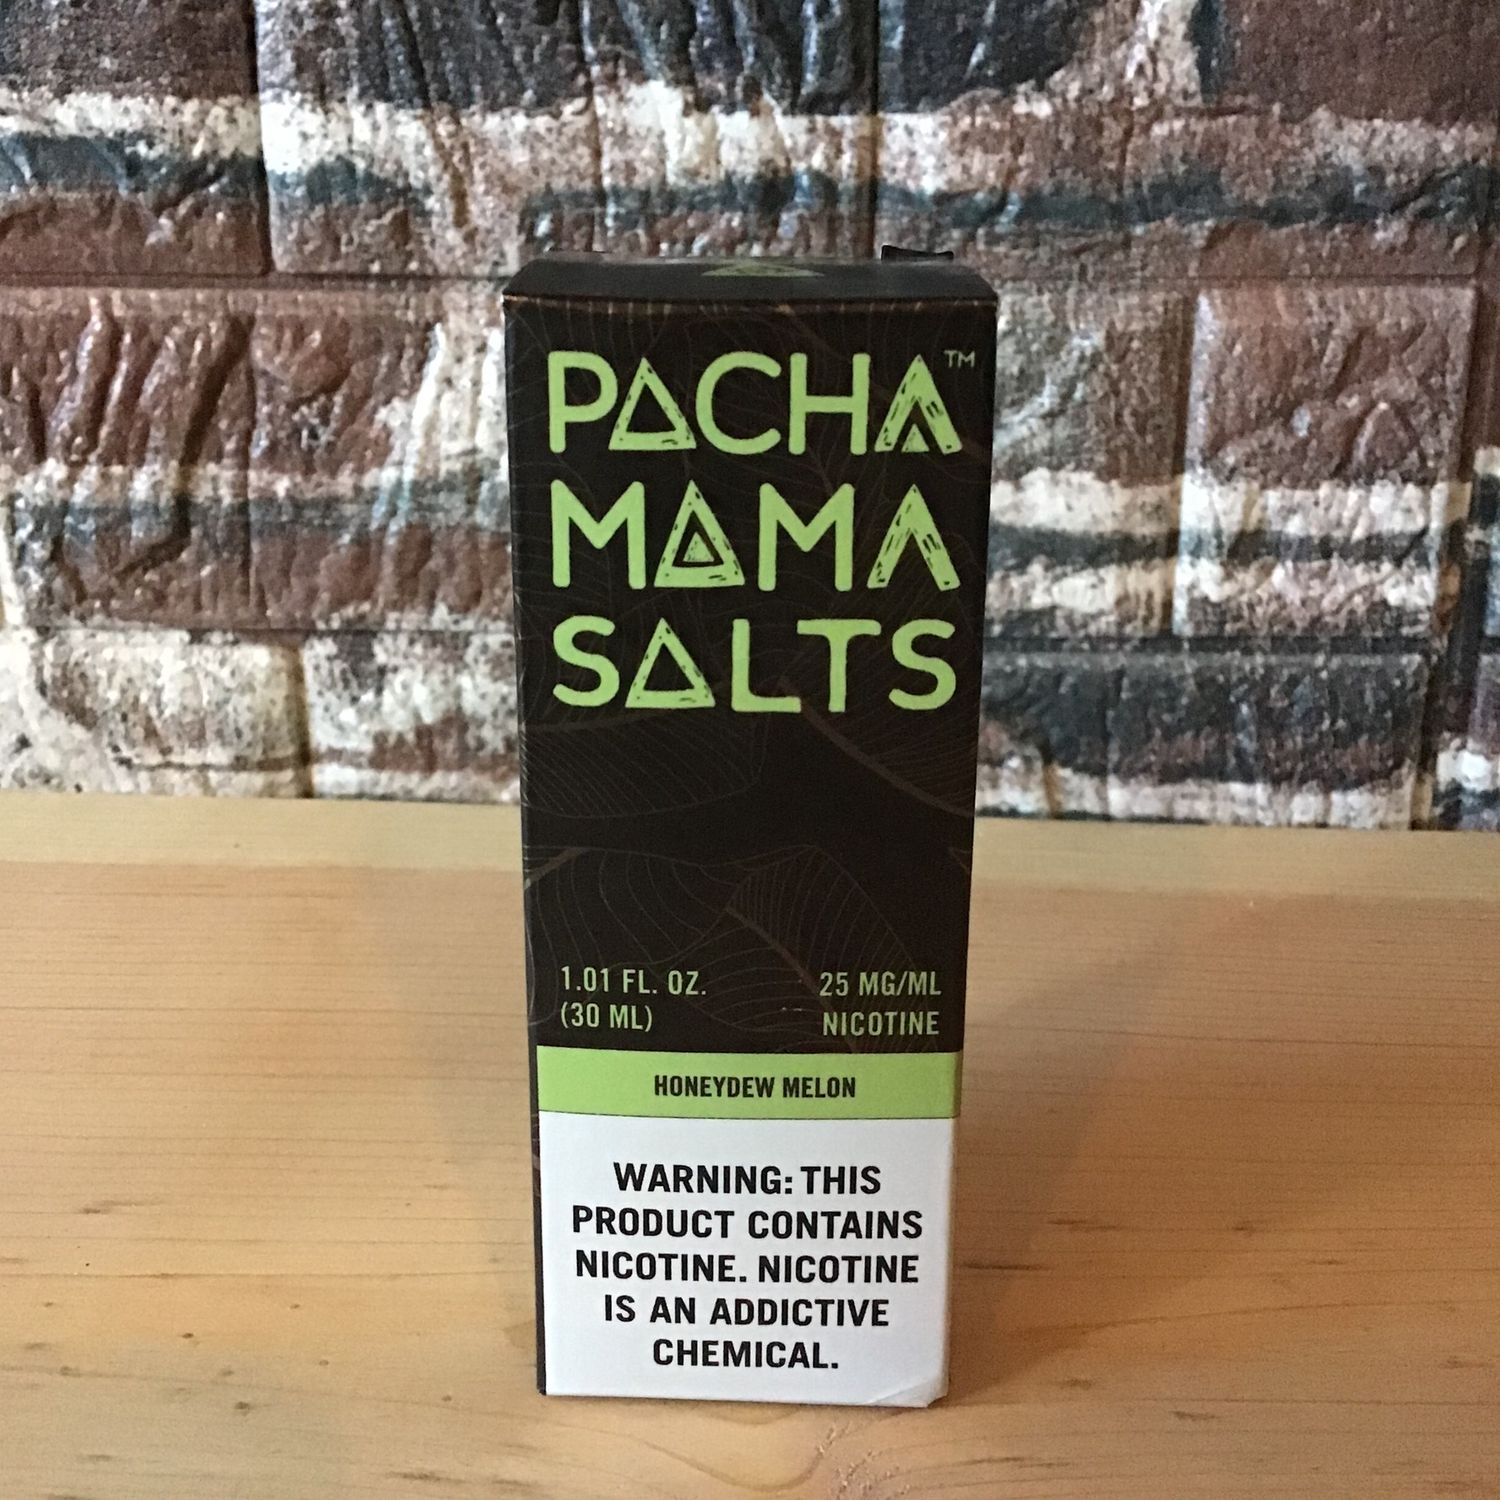 PACHA™
MAMA
SALTS
1.01 FL. OZ.
(30 ML)
25 MG/ML
NICOTINE
HONEYDEW MELON
WARNING: THIS
PRODUCT CONTAINS
NICOTINE. NICOTINE
IS AN ADDICTIVE
CHEMICAL.